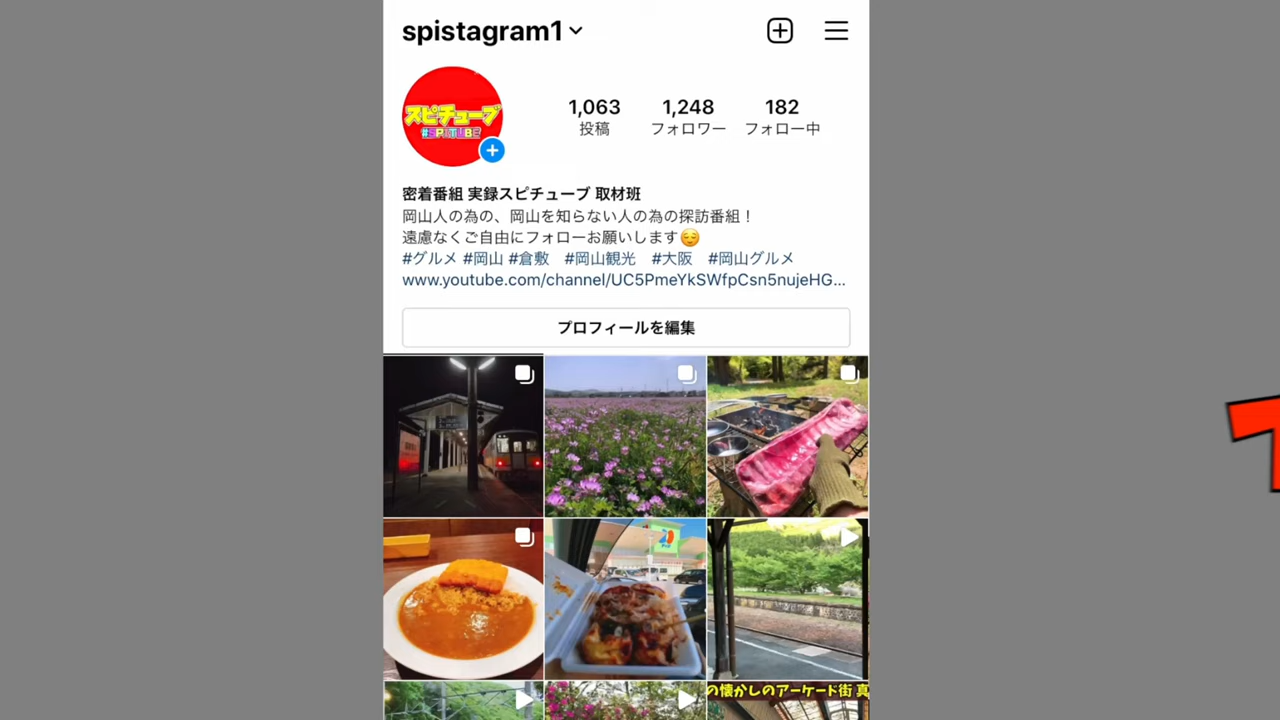 spistagram1
スピチューブ
#SPITUBE
1,063
投稿
1,248
フォロワー
182
フォロー中
密着番組 実録スピチューブ 取材班
岡山人の為の、岡山を知らない人の為の探訪番組！
遠慮なくご自由にフォローお願いします😌
#グルメ #岡山 #倉敷　#岡山観光　#大阪　#岡山グルメ
www.youtube.com/channel/UC5PmeYkSWfpCsn5nujeHG...
プロフィールを編集
の懐かしのアーケード街 真